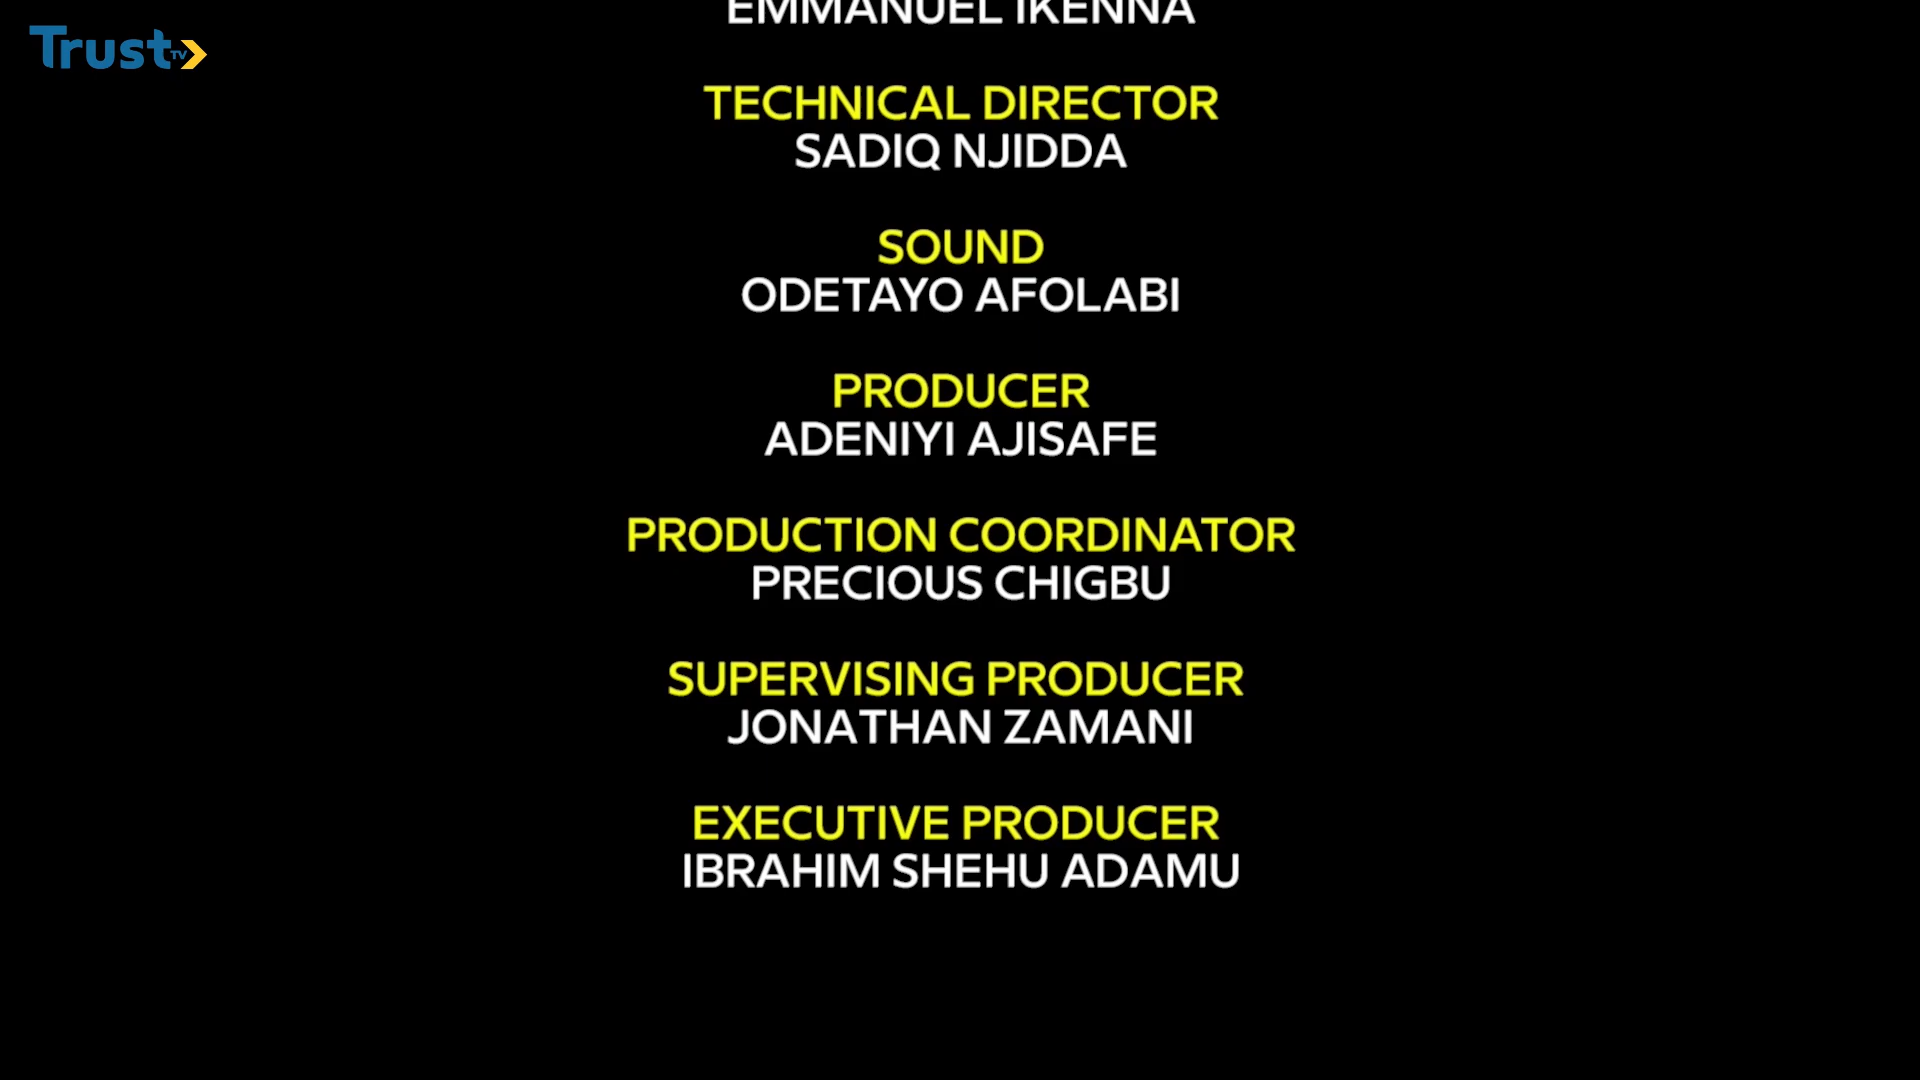 EMMANUEL IKENNA
Trust TV
TECHNICAL DIRECTOR
SADIQ NJIDDA
SOUND
ODETAYO AFOLABI
PRODUCER
ADENIYI AJISAFE
PRODUCTION COORDINATOR
PRECIOUS CHIGBU
SUPERVISING PRODUCER
JONATHAN ZAMANI
EXECUTIVE PRODUCER
IBRAHIM SHEHU ADAMU